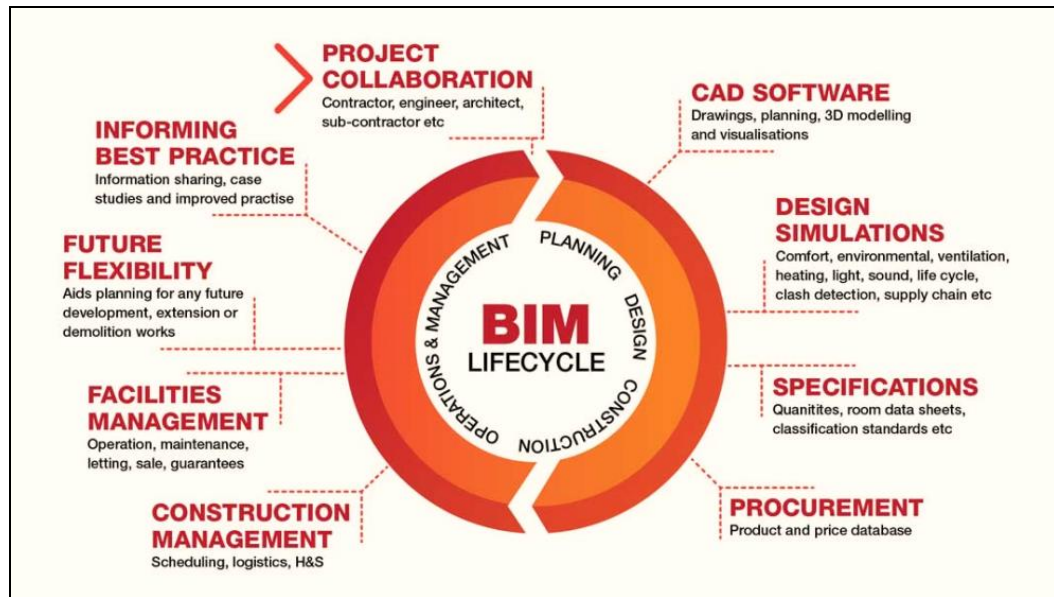 PROJECT
COLLABORATION
Contractor, engineer, architect,
sub-contractor etc
CAD SOFTWARE
Drawings, planning, 3D modelling
and visualisations
DESIGN
SIMULATIONS
Comfort, environmental, ventilation,
heating, light, sound, life cycle,
clash detection, supply chain etc
SPECIFICATIONS
Quanitites, room data sheets,
classification standards etc
PROCUREMENT
Product and price database
CONSTRUCTION
MANAGEMENT
Scheduling, logistics, H&S
FACILITIES
MANAGEMENT
Operation, maintenance,
letting, sale, guarantees
FUTURE
FLEXIBILITY
Aids planning for any future
development, extension or
demolition works
INFORMING
BEST PRACTICE
Information sharing, case
studies and improved practise
PLANNING
DESIGN
CONSTRUCTION
OPERATIONS & MANAGEMENT
BIM
LIFECYCLE